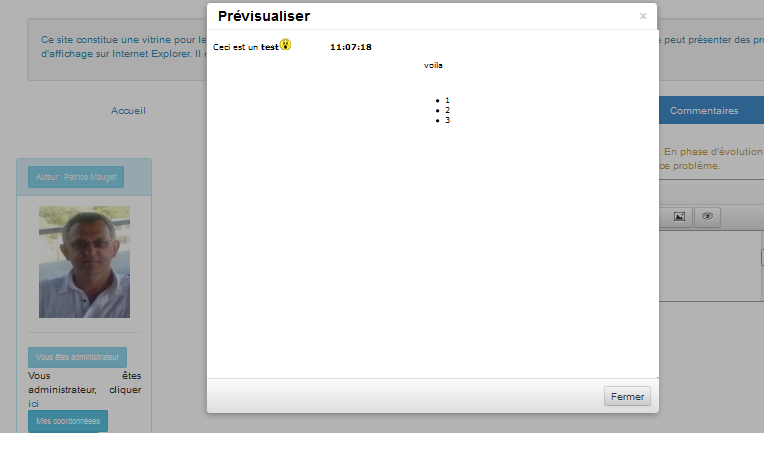 Prévisualiser ×
Ce site constitue une vitrine pour le
e peut présenter des pro
d'affichage sur Internet Explorer. Il
Ceci est un test 11:07:18
voila
1
2
3
Accueil
Commentaires
. En phase d'évolution
ce problème.
Auteur : Patrice Mauget
Vous êtes administrateur
Vous êtes
administrateur, cliquer
ici
Mes coordonnéees
Fermer